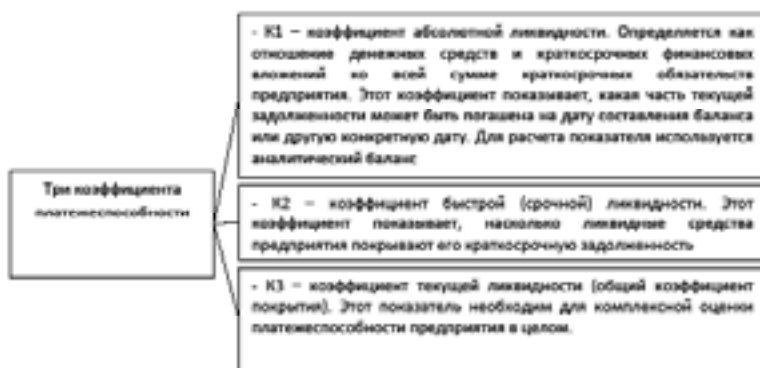 Три коэффициента
платежеспособности
- К1 – коэффициент абсолютной ликвидности. Определяется как
отношение денежных средств и краткосрочных финансовых
вложений ко всей сумме краткосрочных обязательств
предприятия. Этот коэффициент показывает, какая часть текущей
задолженности может быть погашена на дату составления баланса
или другую конкретную дату. Для расчета показателя используется
аналитический баланс
- К2 – коэффициент быстрой (срочной) ликвидности. Этот
коэффициент показывает, насколько ликвидные средства
предприятия покрывают его краткосрочную задолженность
- К3 – коэффициент текущей ликвидности (общий коэффициент
покрытия). Этот показатель необходим для комплексной оценки
платежеспособности предприятия в целом.